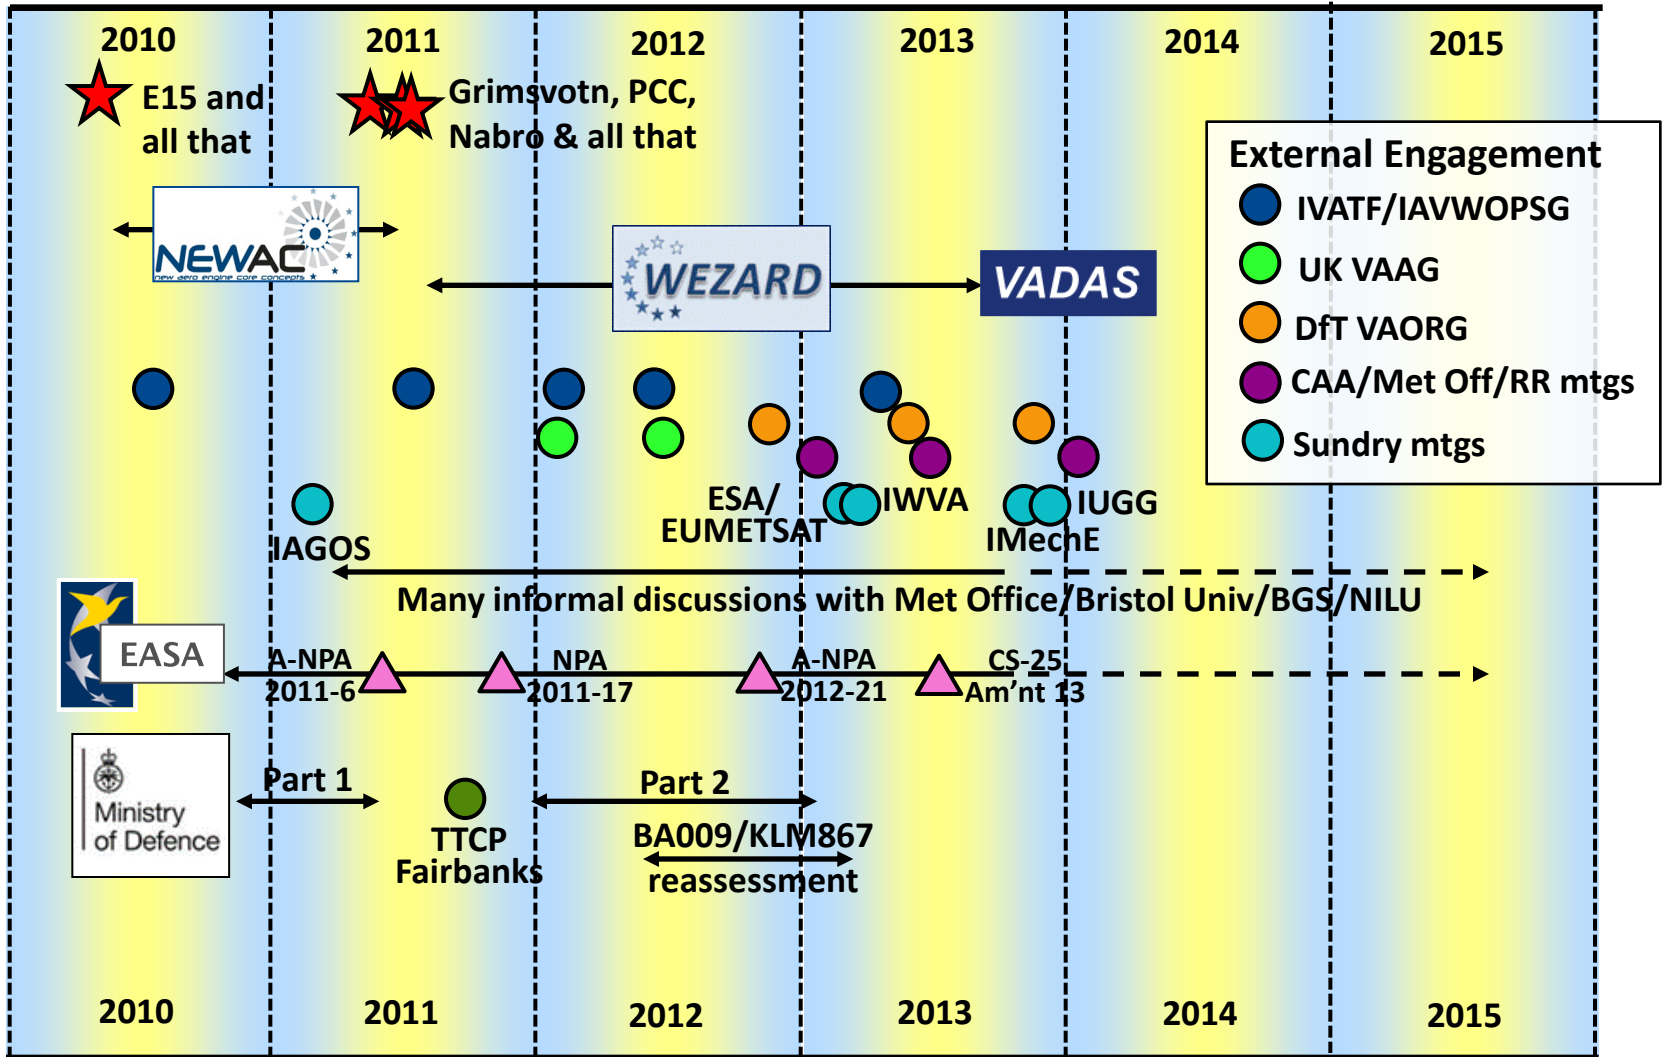 2010
2011
2012
2013
2014
2015
E15 and
all that
Grimsvotn, PCC,
Nabro & all that
External Engagement
IVATF/IAVWOPSG
UK VAAG
DfT VAORG
CAA/Met Off/RR mtgs
Sundry mtgs
NEWAC
new aero engine core concepts
WEZARD
VADAS
IAGOS
ESA/
EUMETSAT
IWVA
IMechE
IUGG
Many informal discussions with Met Office/Bristol Univ/BGS/NILU
EASA
A-NPA
2011-6
NPA
2011-17
A-NPA
2012-21
CS-25
Am'nt 13
Ministry
of Defence
Part 1
TTCP
Fairbanks
Part 2
BA009/KLM867
reassessment
2010
2011
2012
2013
2014
2015